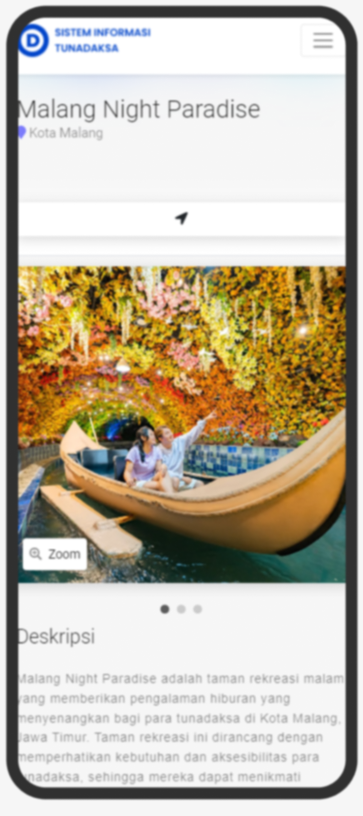 D
SISTEM INFORMASI
TUNADAKSA
Malang Night Paradise
Kota Malang
Zoom
Deskripsi
Malang Night Paradise adalah taman rekreasi malam
yang memberikan pengalaman hiburan yang
menyenangkan bagi para tunadaksa di Kota Malang,
Jawa Timur. Taman rekreasi ini dirancang dengan
memperhatikan kebutuhan dan aksesibilitas para
tunadaksa, sehingga mereka dapat menikmati